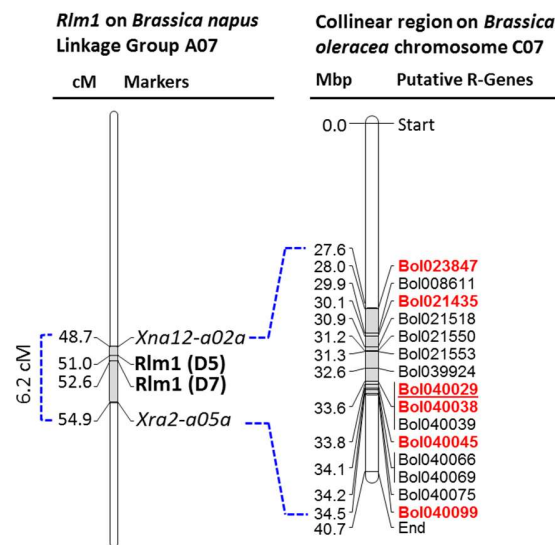 Rlm1 on Brassica napus
Linkage Group A07
cM Markers
48.7 Xna12-a02a
51.0 Rlm1 (D5)
52.6 Rlm1 (D7)
54.9 Xra2-a05a
6.2 cM
Collinear region on Brassica
oleracea chromosome C07
Mbp Putative R-Genes
0.0 Start
27.6
28.0 Bol023847
29.9 Bol008611
30.1 Bol021435
30.9 Bol021518
31.2 Bol021550
31.3 Bol021553
32.6 Bol039924
Bol040029
33.6 Bol040038
Bol040039
33.8 Bol040045
34.1 Bol040066
Bol040069
34.2 Bol040075
34.5 Bol040099
40.7 End